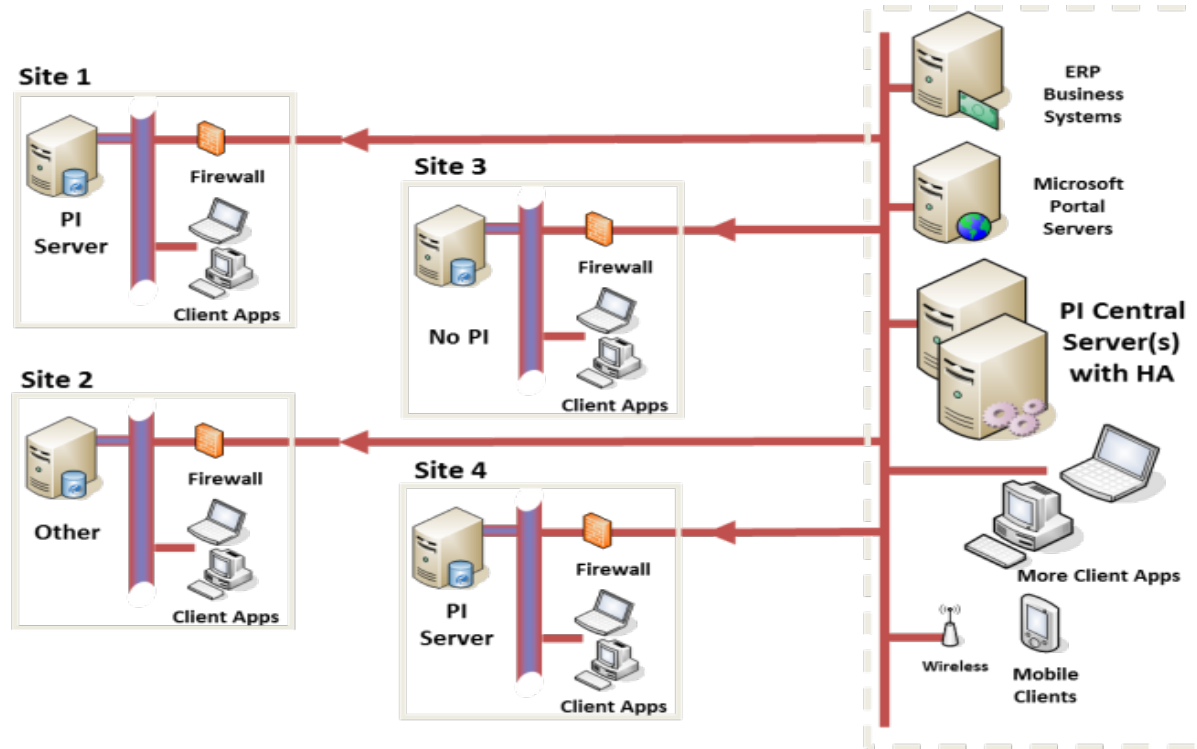 Site 1
Firewall
PI
Server
Client Apps
Site 2
Firewall
Other
Client Apps
Site 3
Firewall
No PI
Client Apps
Site 4
Firewall
PI
Server
Client Apps
ERP
Business
Systems
Microsoft
Portal
Servers
PI Central
Server(s)
with HA
More Client Apps
Wireless
Mobile
Clients